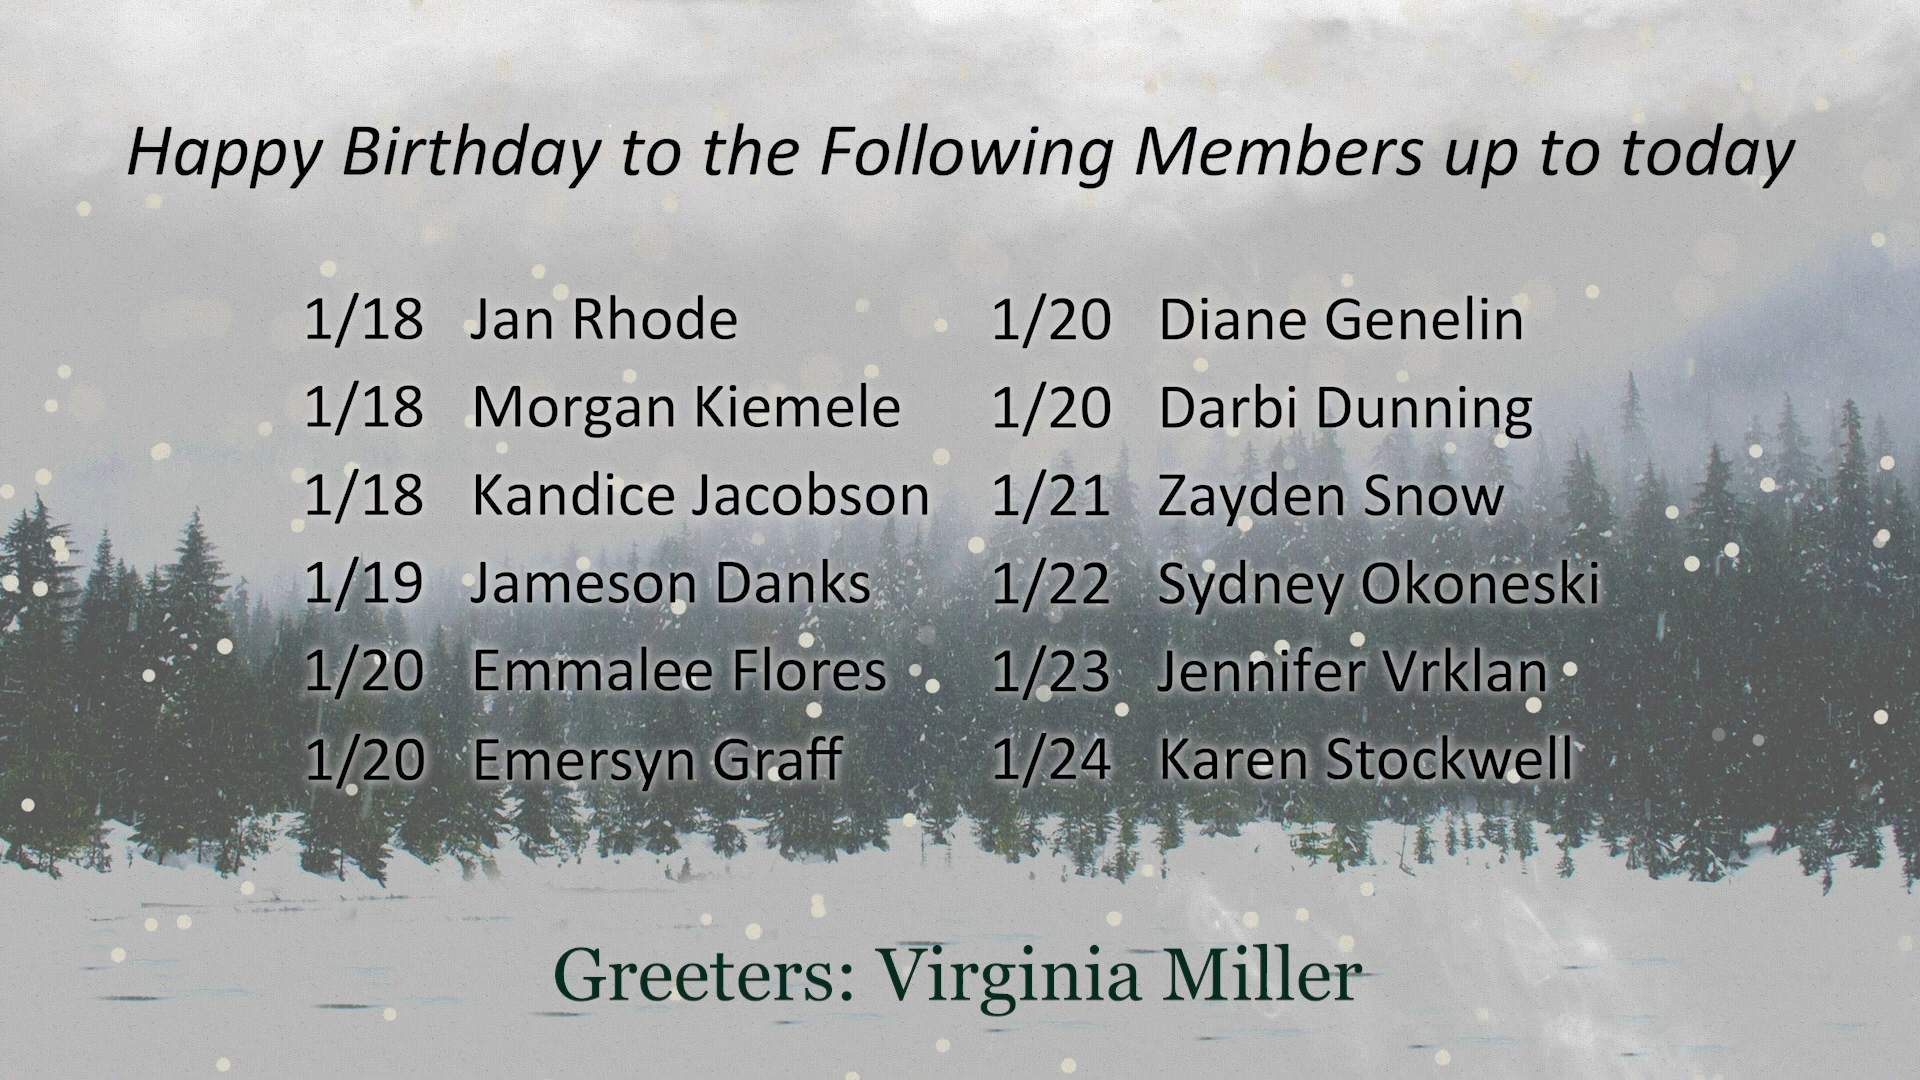 Happy Birthday to the Following Members up to today
1/18 Jan Rhode
1/18 Morgan Kiemele
1/18 Kandice Jacobson
1/19 Jameson Danks
1/20 Emmalee Flores
1/20 Emersyn Graff
1/20 Diane Genelin
1/20 Darbi Dunning
1/21 Zayden Snow
1/22 Sydney Okoneski
1/23 Jennifer Vrklan
1/24 Karen Stockwell
Greeters: Virginia Miller